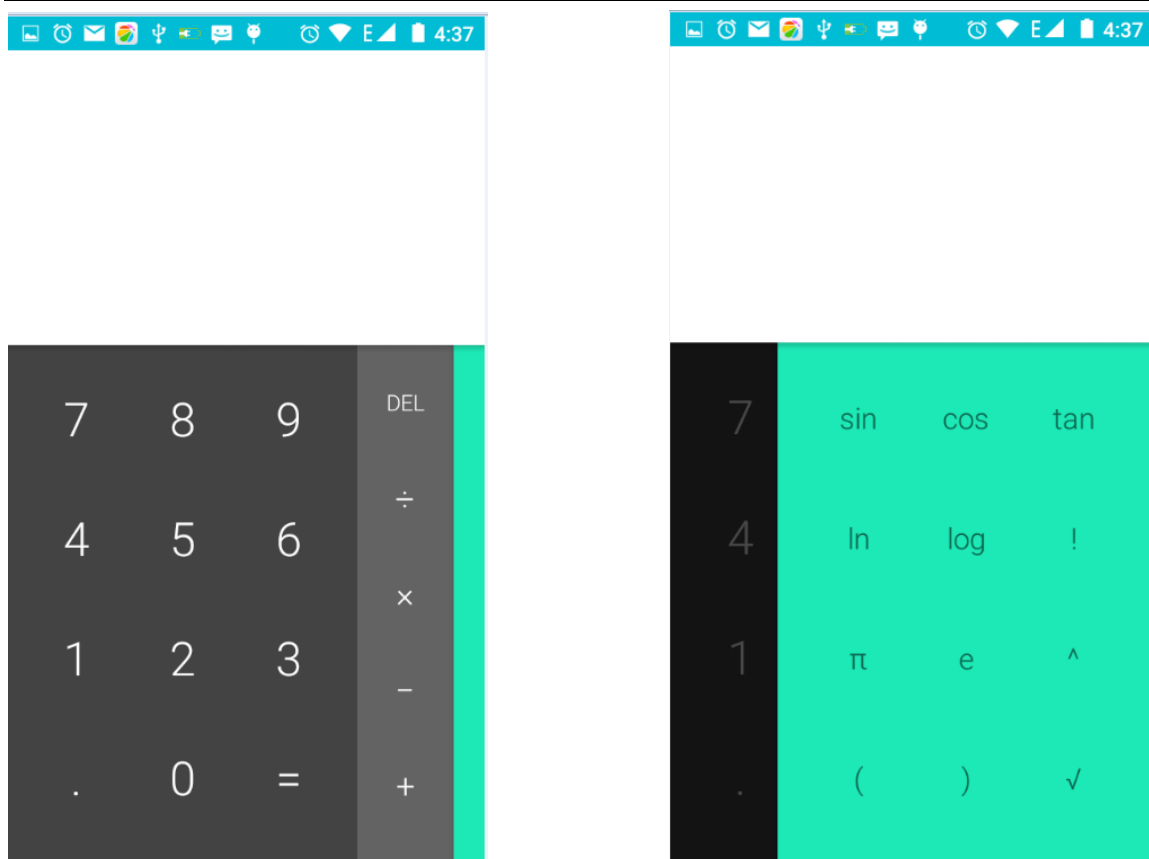 E 4:37
7 8 9 DEL
÷
4 5 6
×
1 2 3
−
. 0 =
+
E 4:37
7 sin cos tan
4 ln log !
1 π e ^
. ( ) √